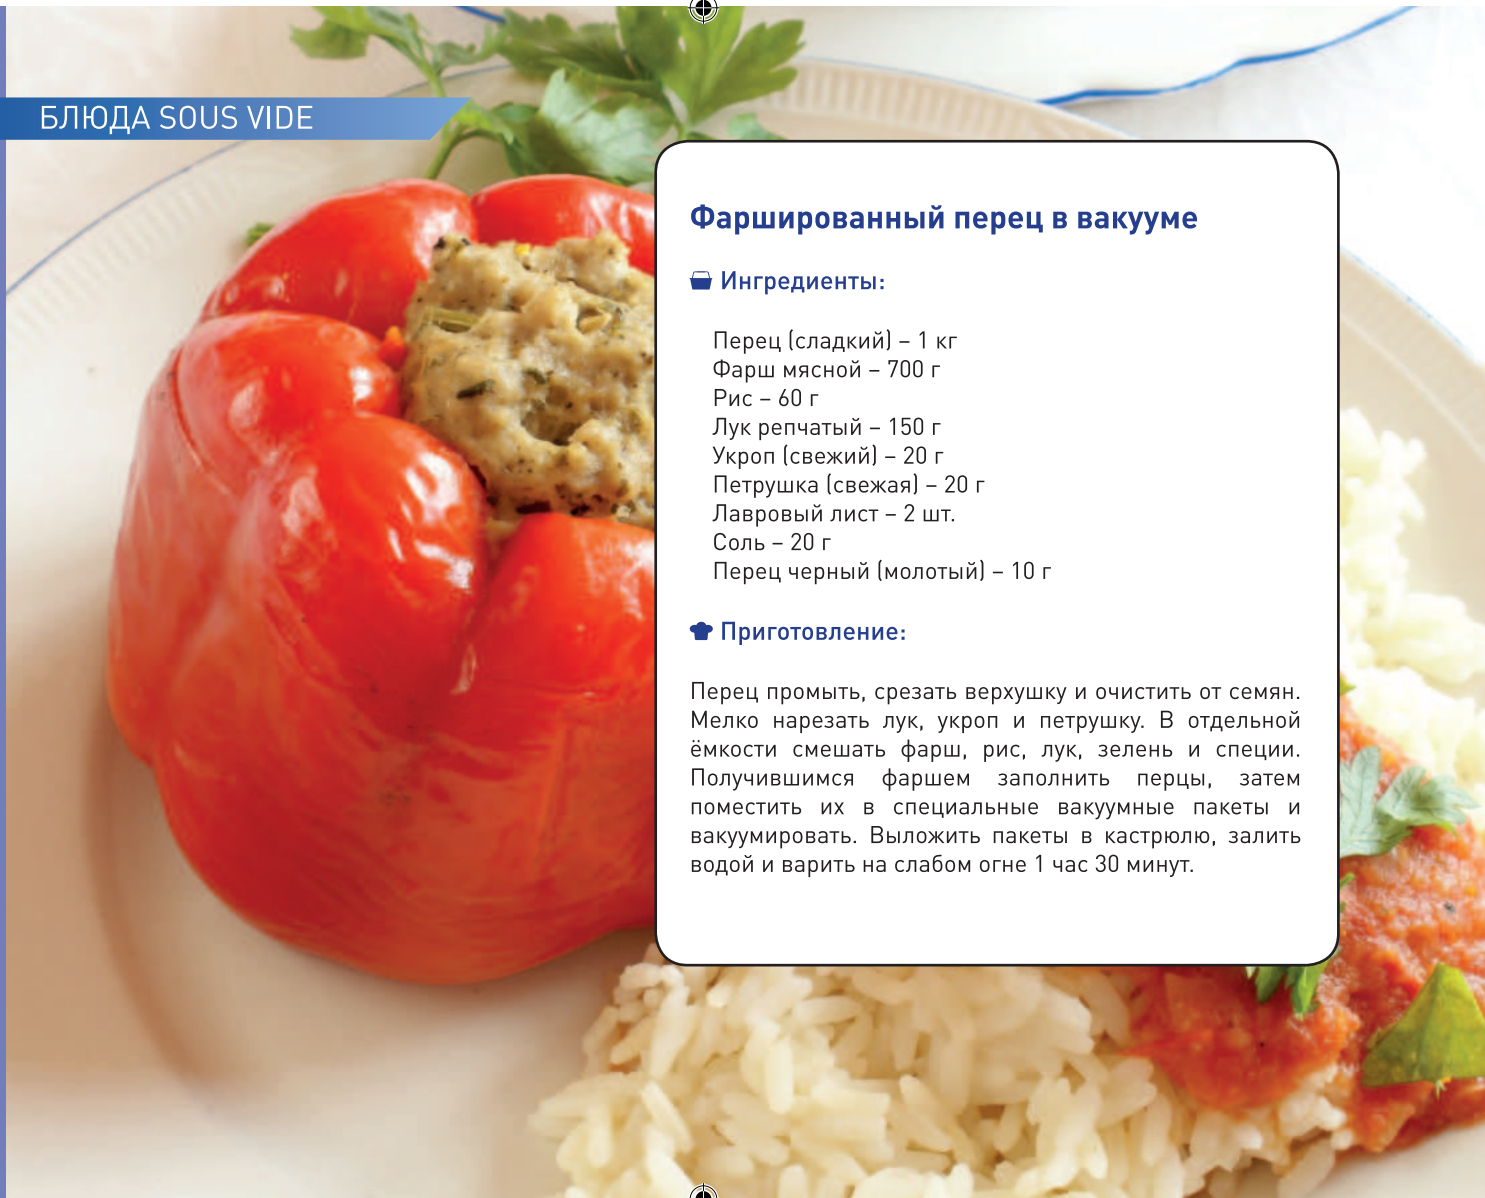 БЛЮДА SOUS VIDE
Фаршированный перец в вакууме
Ингредиенты:
Перец (сладкий) – 1 кг
Фарш мясной – 700 г
Рис – 60 г
Лук репчатый – 150 г
Укроп (свежий) – 20 г
Петрушка (свежая) – 20 г
Лавровый лист – 2 шт.
Соль – 20 г
Перец черный (молотый) – 10 г
Приготовление:
Перец промыть, срезать верхушку и очистить от семян.
Мелко нарезать лук, укроп и петрушку. В отдельной
ёмкости смешать фарш, рис, лук, зелень и специи.
Получившимся фаршем заполнить перцы, затем
поместить их в специальные вакуумные пакеты и
вакуумировать. Выложить пакеты в кастрюлю, залить
водой и варить на слабом огне 1 час 30 минут.